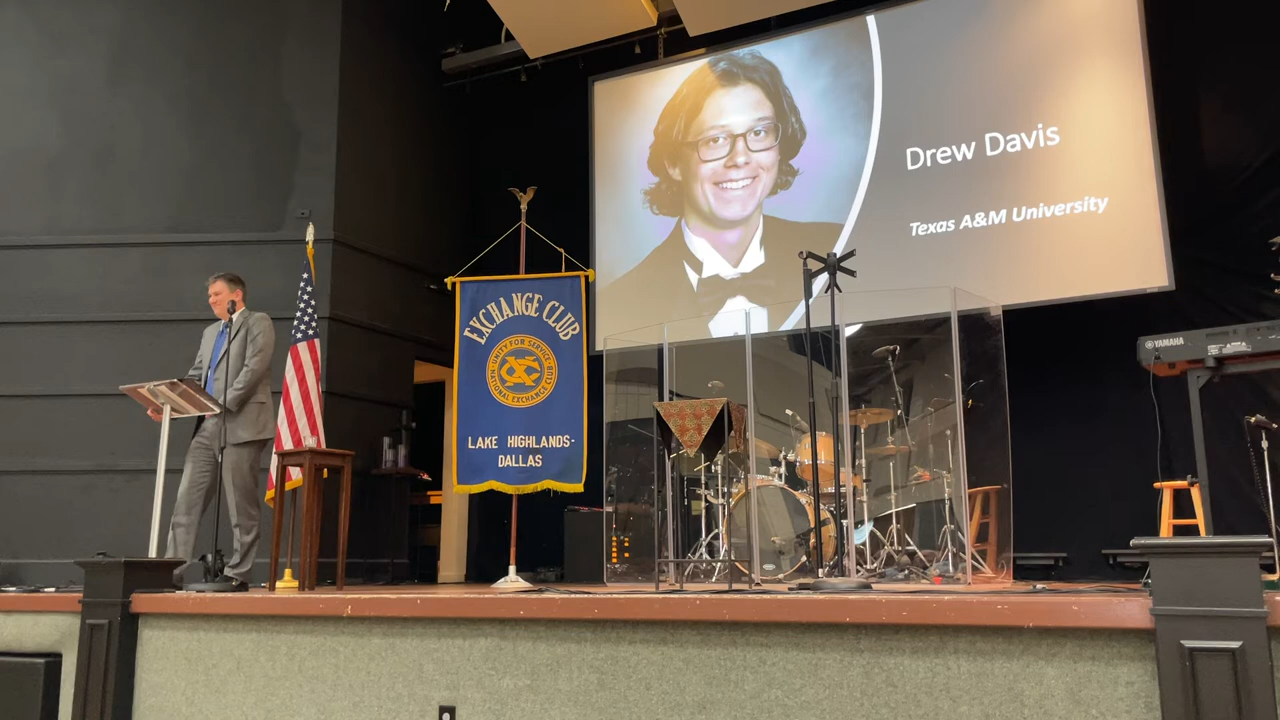 Drew Davis
Texas A&M University
EXCHANGE CLUB
UNITY FOR SERVICE
NATIONAL EXCHANGE CLUB
LAKE HIGHLANDS-
DALLAS
YAMAHA